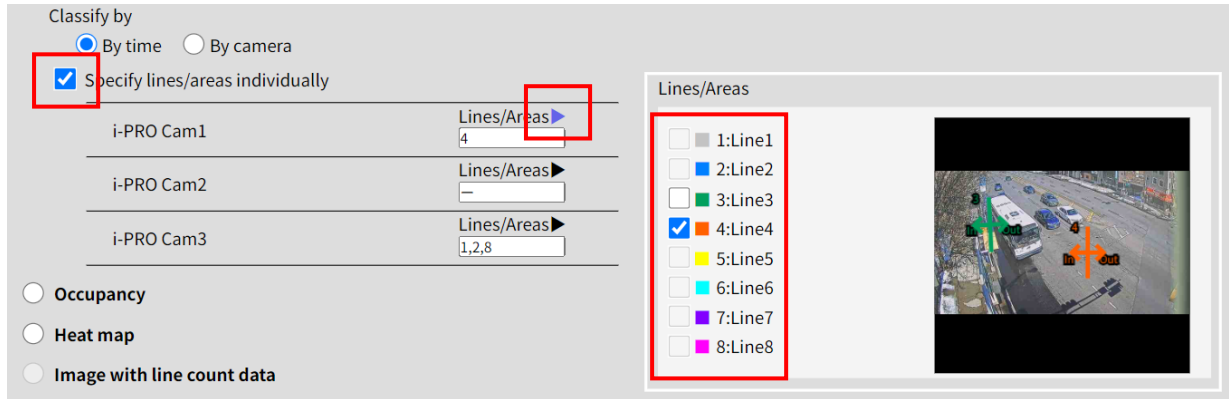 Classify by
By time By camera
Specify lines/areas individually
Lines/Areas▶
i-PRO Cam1
4
Lines/Areas▶
i-PRO Cam2
—
Lines/Areas▶
i-PRO Cam3
1,2,8
Occupancy
Heat map
Image with line count data
Lines/Areas
1:Line1
2:Line2
3:Line3
4:Line4
5:Line5
6:Line6
7:Line7
8:Line8
3
In Out
4
In Out